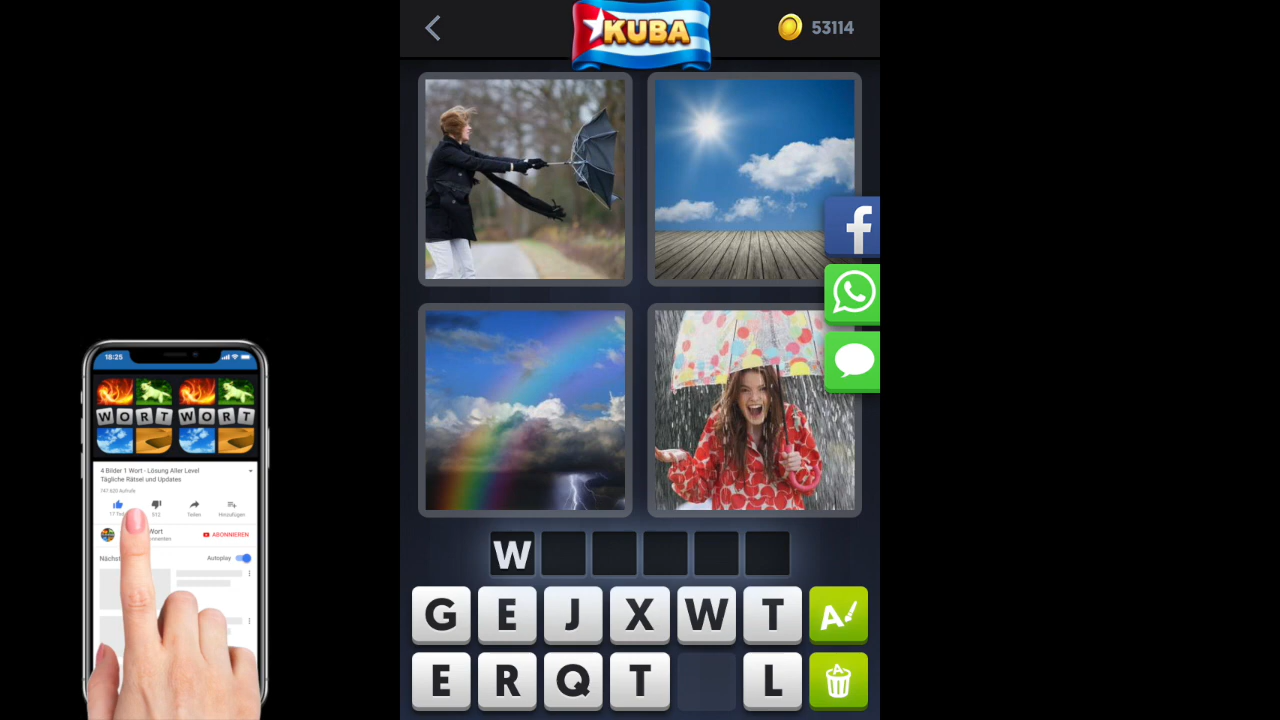 KUBA
53114
W
G E J X W T A
E R Q T L A
18:25
W O R T W O R T
4 Bilder 1 Wort - Lösung Aller Level
Tägliche Rätsel und Updates
Teilen
Hinzufügen
Wort
ABONNIEREN
Autoplay